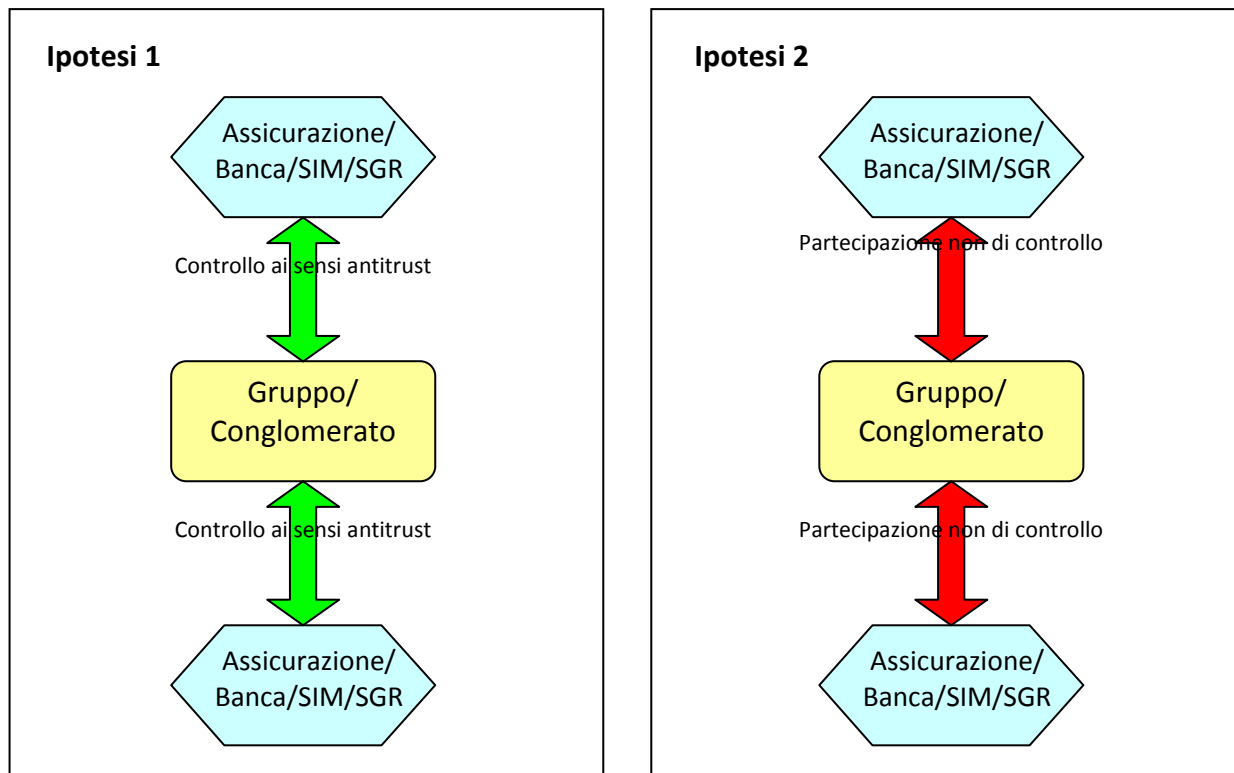 Ipotesi 1
Assicurazione/
Banca/SIM/SGR
Controllo ai sensi antitrust
Gruppo/
Conglomerato
Controllo ai sensi antitrust
Assicurazione/
Banca/SIM/SGR
Ipotesi 2
Assicurazione/
Banca/SIM/SGR
Partecipazione non di controllo
Gruppo/
Conglomerato
Partecipazione non di controllo
Assicurazione/
Banca/SIM/SGR